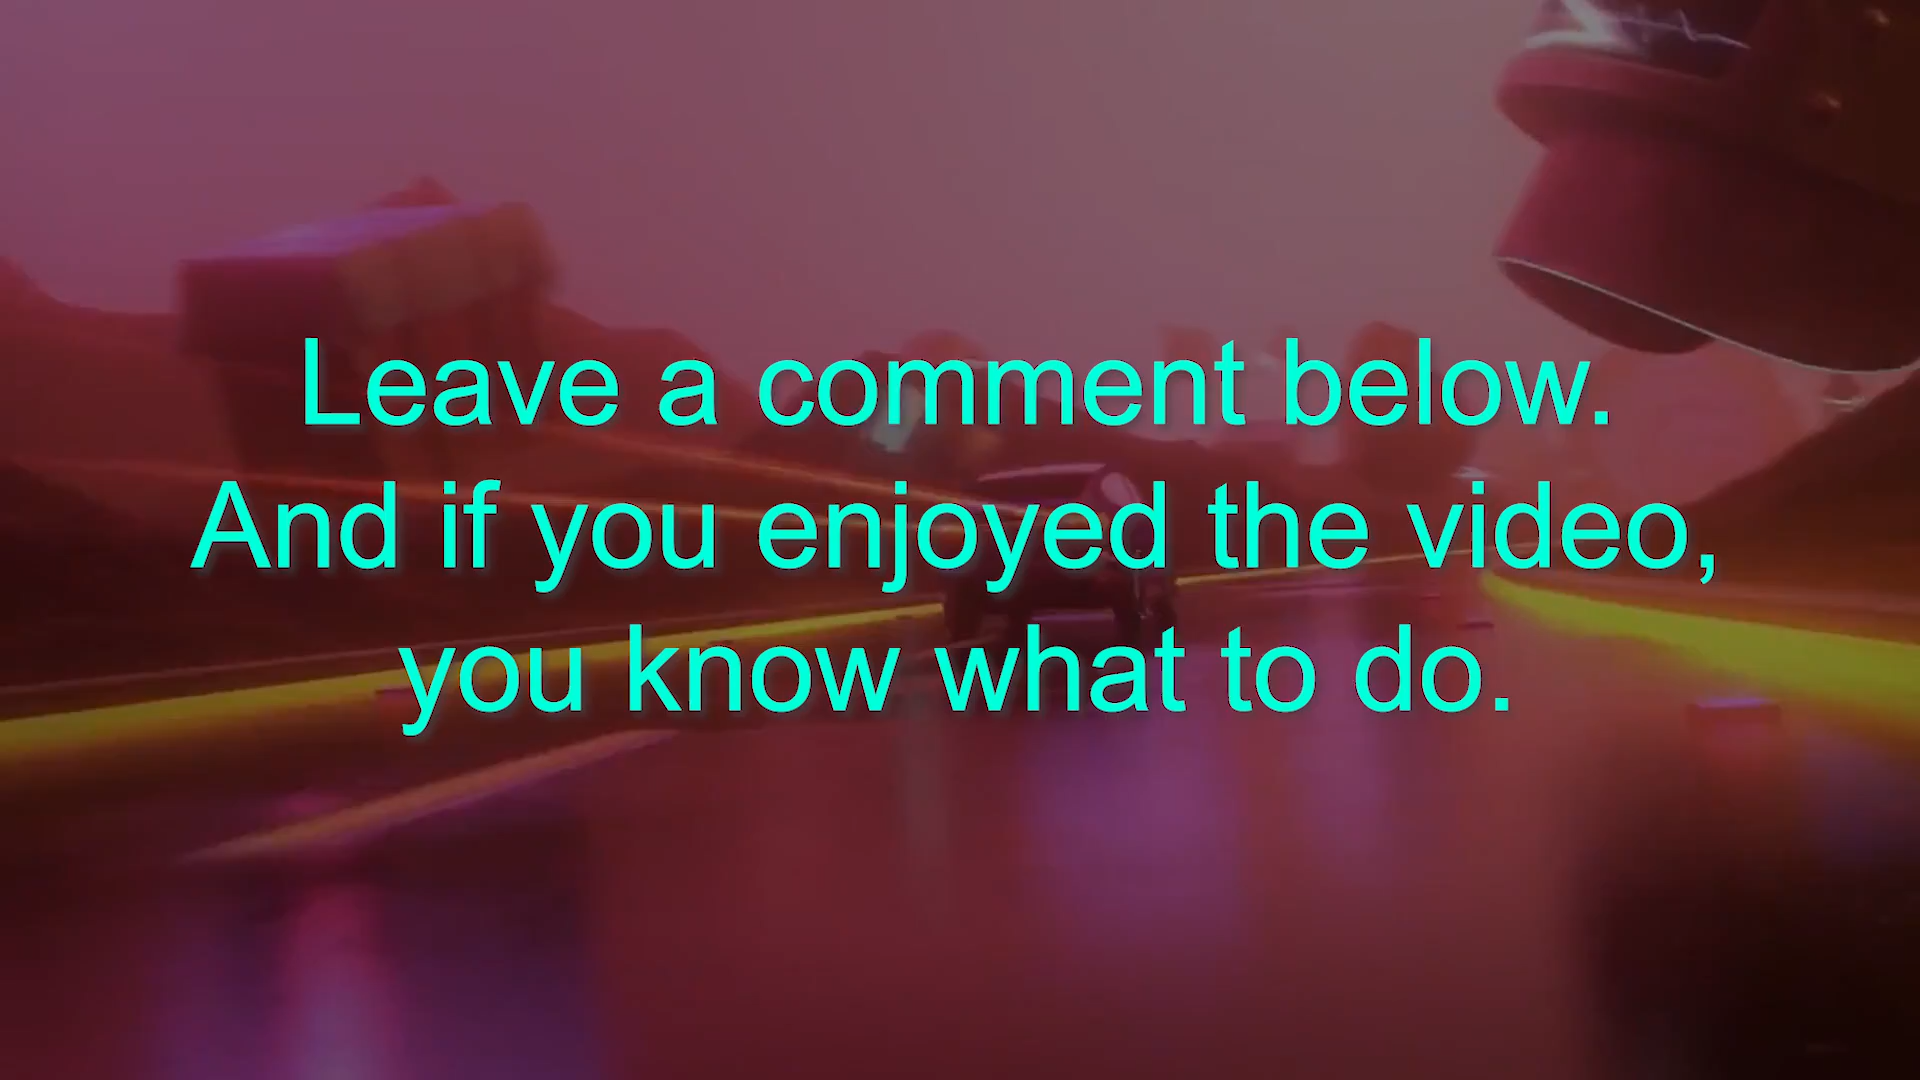 Leave a comment below.
And if you enjoyed the video,
you know what to do.